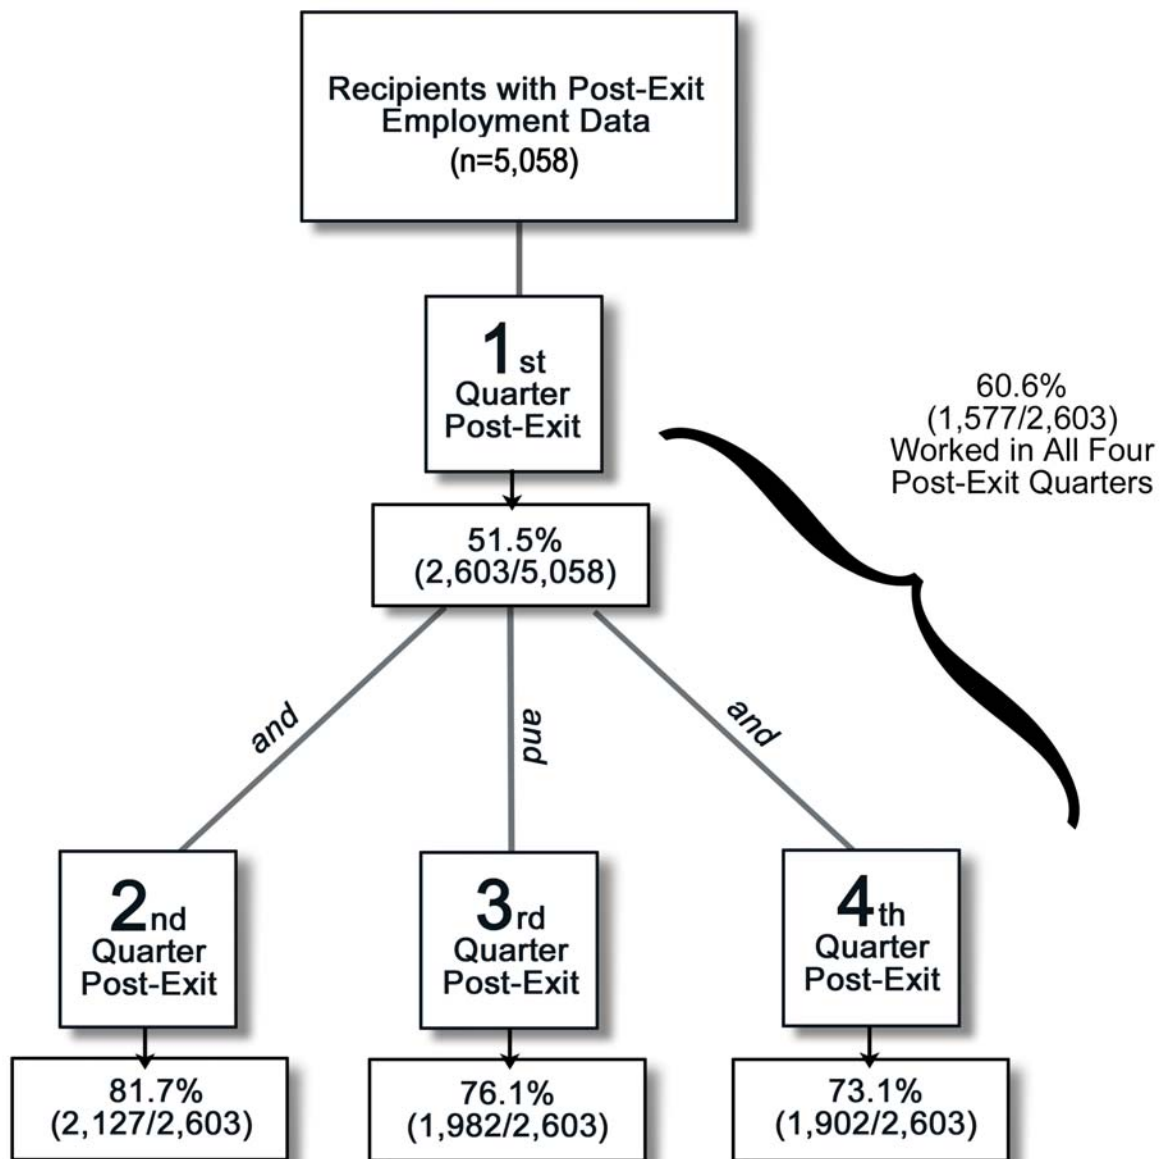 Recipients with Post-Exit
Employment Data
(n=5,058)
1st
Quarter
Post-Exit
60.6%
(1,577/2,603)
Worked in All Four
Post-Exit Quarters
51.5%
(2,603/5,058)
and
and
and
2nd
Quarter
Post-Exit
3rd
Quarter
Post-Exit
4th
Quarter
Post-Exit
81.7%
(2,127/2,603)
76.1%
(1,982/2,603)
73.1%
(1,902/2,603)